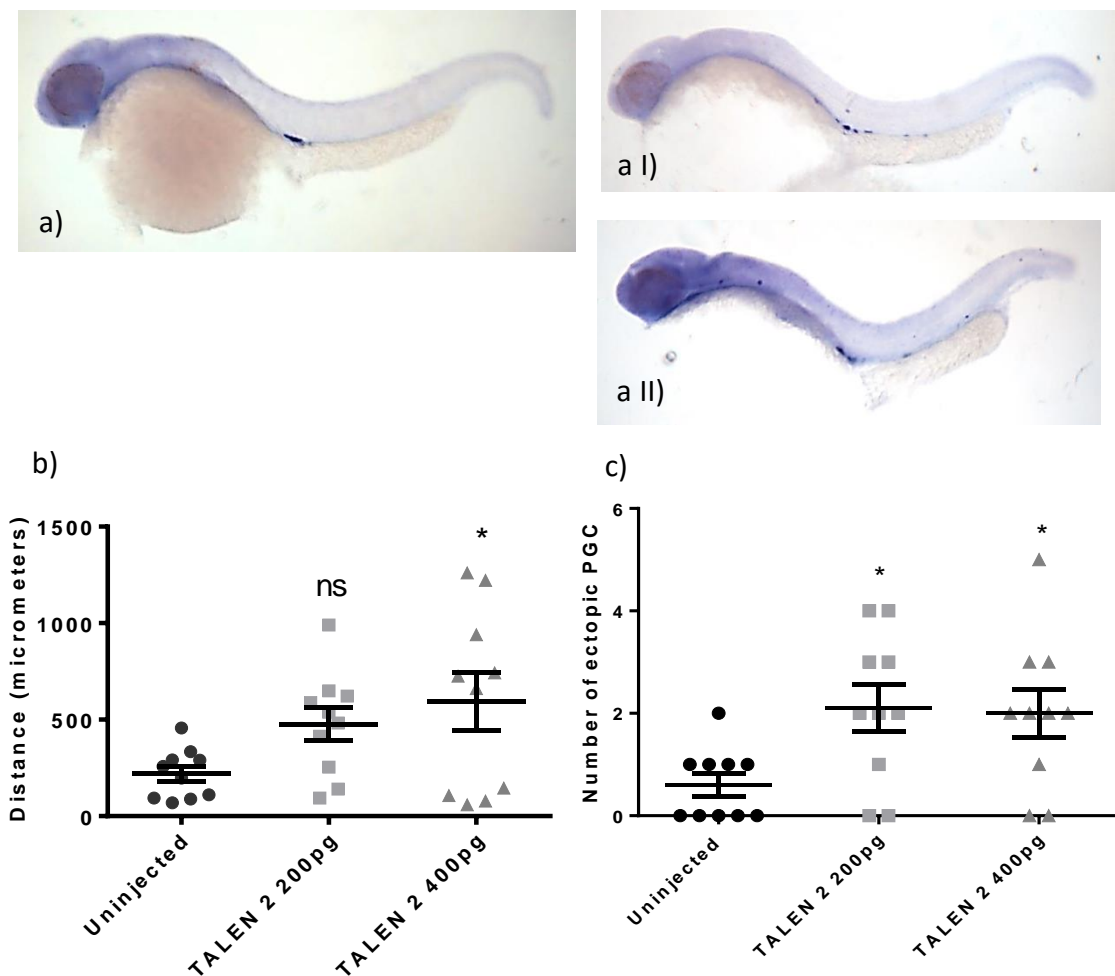 a)
a I)
a II)
b)
Distance (micrometers)
1500
1000
500
0
ns
*
Uninjected
TALEN 2 200pg
TALEN 2 400pg
c)
Number of ectopic PGC
6
4
2
0
*
*
Uninjected
TALEN 2 200pg
TALEN 2 400pg